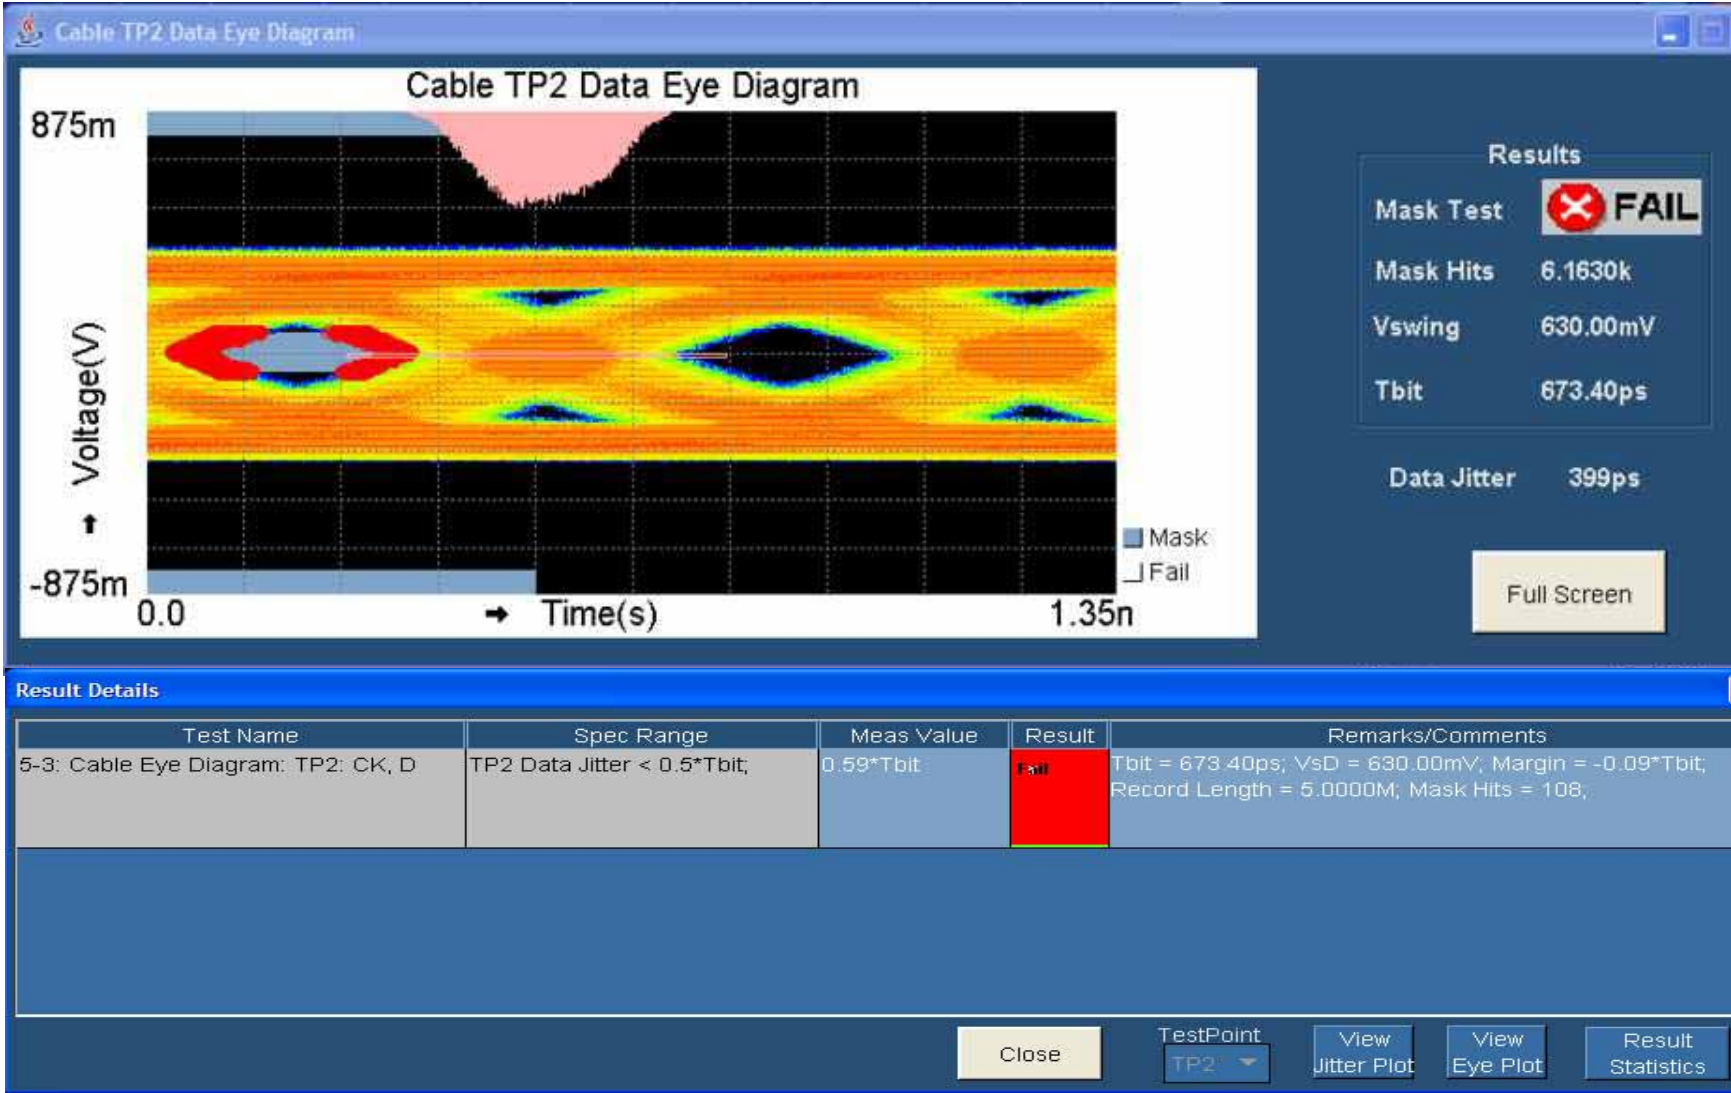 Cable TP2 Data Eye Diagram
Cable TP2 Data Eye Diagram
875m
Voltage(V)
-875m
0.0
Time(s)
1.35n
Mask
Fail
Results
Mask Test FAIL
Mask Hits 6.1630k
Vswing 630.00mV
Tbit 673.40ps
Data Jitter 399ps
Full Screen
Result Details
Test Name Spec Range Meas Value Result Remarks/Comments
5-3: Cable Eye Diagram: TP2: CK, D TP2 Data Jitter < 0.5*Tbit; 0.59*Tbit Fail Tbit = 673.40ps; VsD = 630.00mV; Margin = -0.09*Tbit;
Record Length = 5.0000M; Mask Hits = 108;
Close
TestPoint
TP2
View
Jitter Plot
View
Eye Plot
Result
Statistics